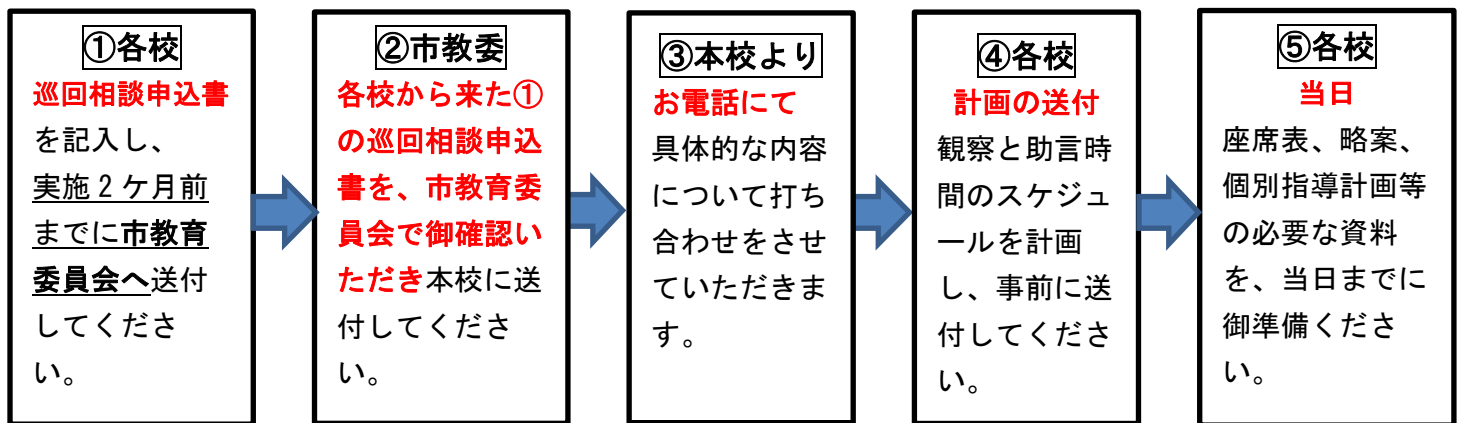 ①各校
巡回相談申込書
を記入し、
実施2ケ月前
までに市教育
委員会へ送付
してくださ
い。
②市教委
各校から来た①
の巡回相談申込
書を、市教育委
員会で御確認い
ただき本校に送
付してくださ
い。
③本校より
お電話にて
具体的な内容
について打ち
合わせをさせ
ていただきま
す。
④各校
計画の送付
観察と助言時
間のスケジュ
ールを計画
し、事前に送
付してくださ
い。
⑤各校
当日
座席表、略案、
個別指導計画等
の必要な資料
を、当日までに
御準備くださ
い。